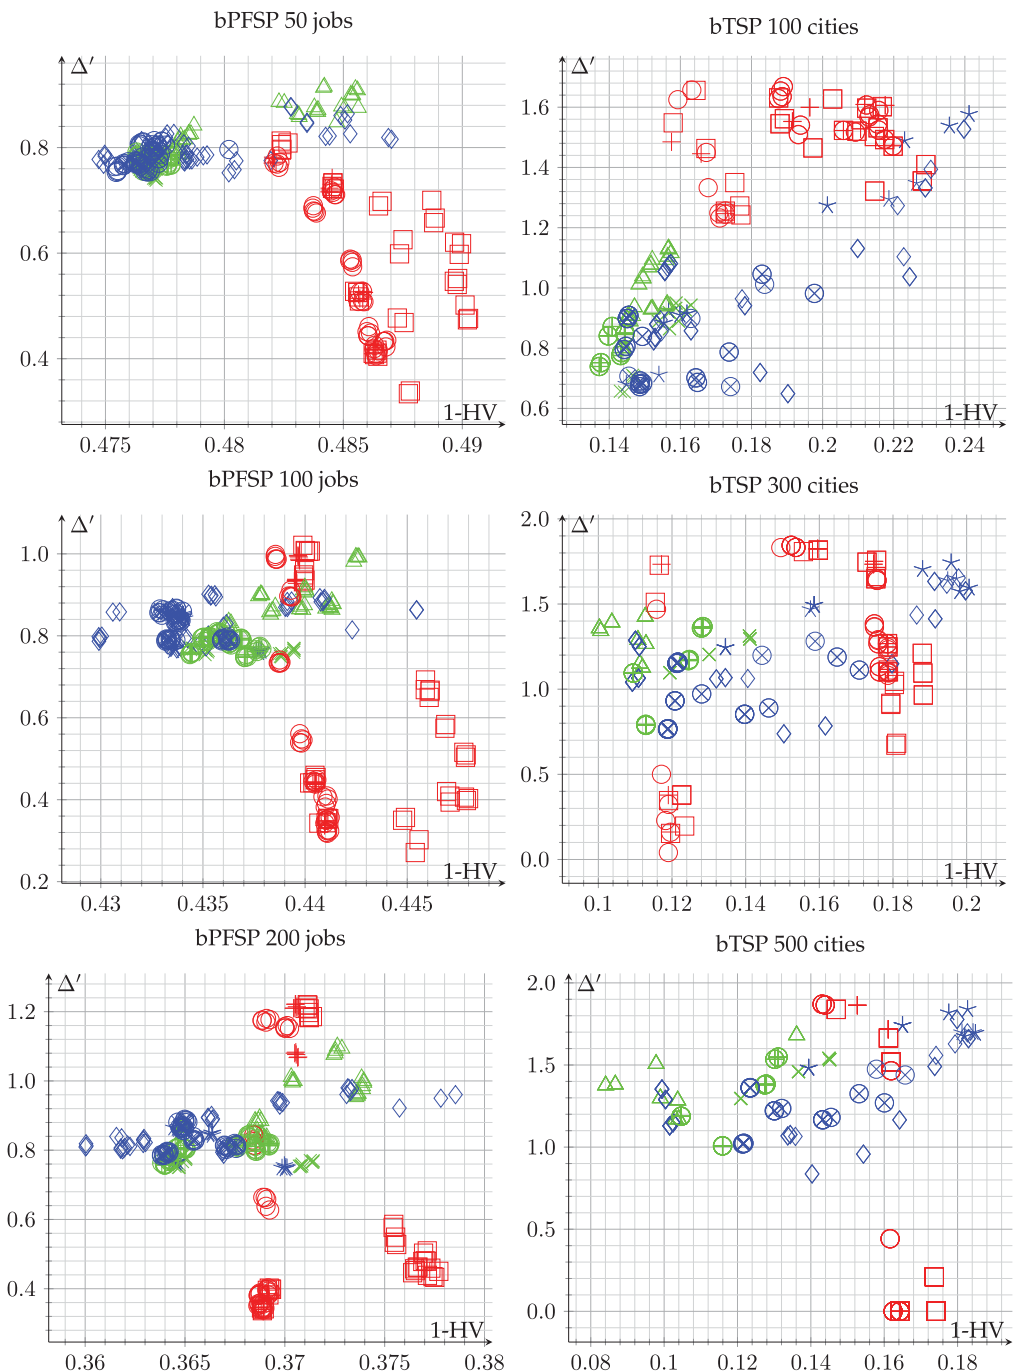 bPFSP 50 jobs
Δ′
0.8
0.6
0.4
1-HV
0.475 0.48 0.485 0.49
bTSP 100 cities
Δ′
1.6
1.4
1.2
1.0
0.8
0.6
1-HV
0.14 0.16 0.18 0.2 0.22 0.24
bPFSP 100 jobs
Δ′
1.0
0.8
0.6
0.4
0.2
1-HV
0.43 0.435 0.44 0.445
bTSP 300 cities
2.0
Δ′
1.5
1.0
0.5
0.0
1-HV
0.1 0.12 0.14 0.16 0.18 0.2
bPFSP 200 jobs
Δ′
1.2
1.0
0.8
0.6
0.4
1-HV
0.36 0.365 0.37 0.375 0.38
bTSP 500 cities
2.0
Δ′
1.5
1.0
0.5
0.0
1-HV
0.08 0.1 0.12 0.14 0.16 0.18